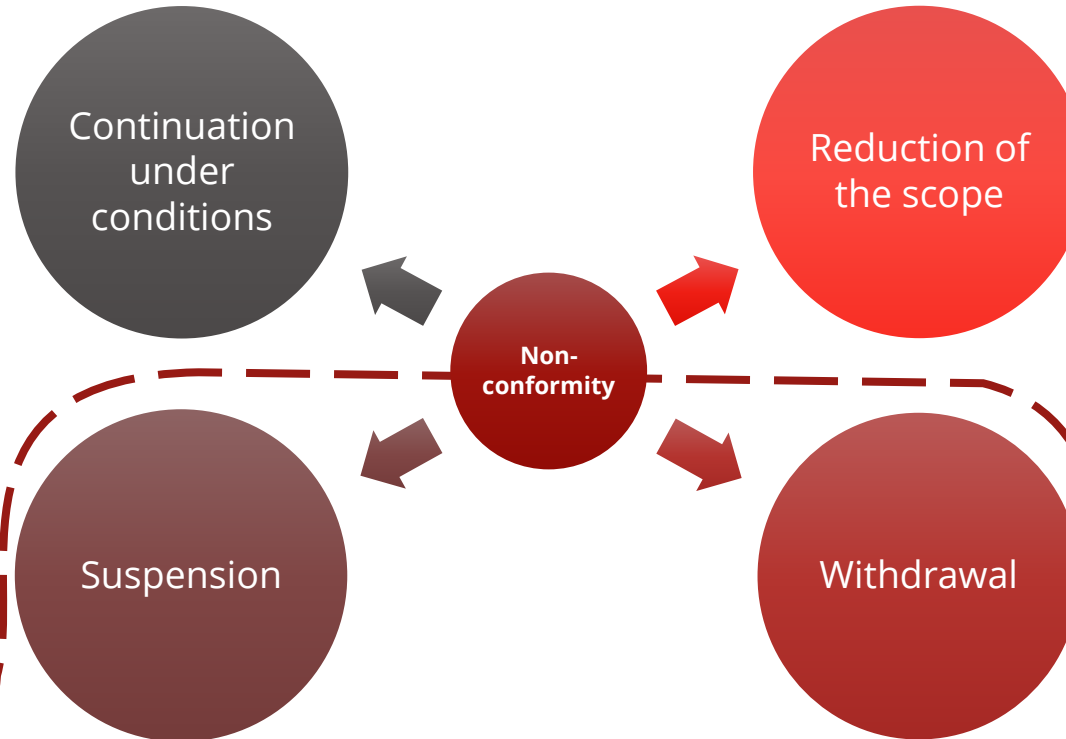 Continuation
under
conditions
Reduction of
the scope
Non-
conformity
Suspension
Withdrawal